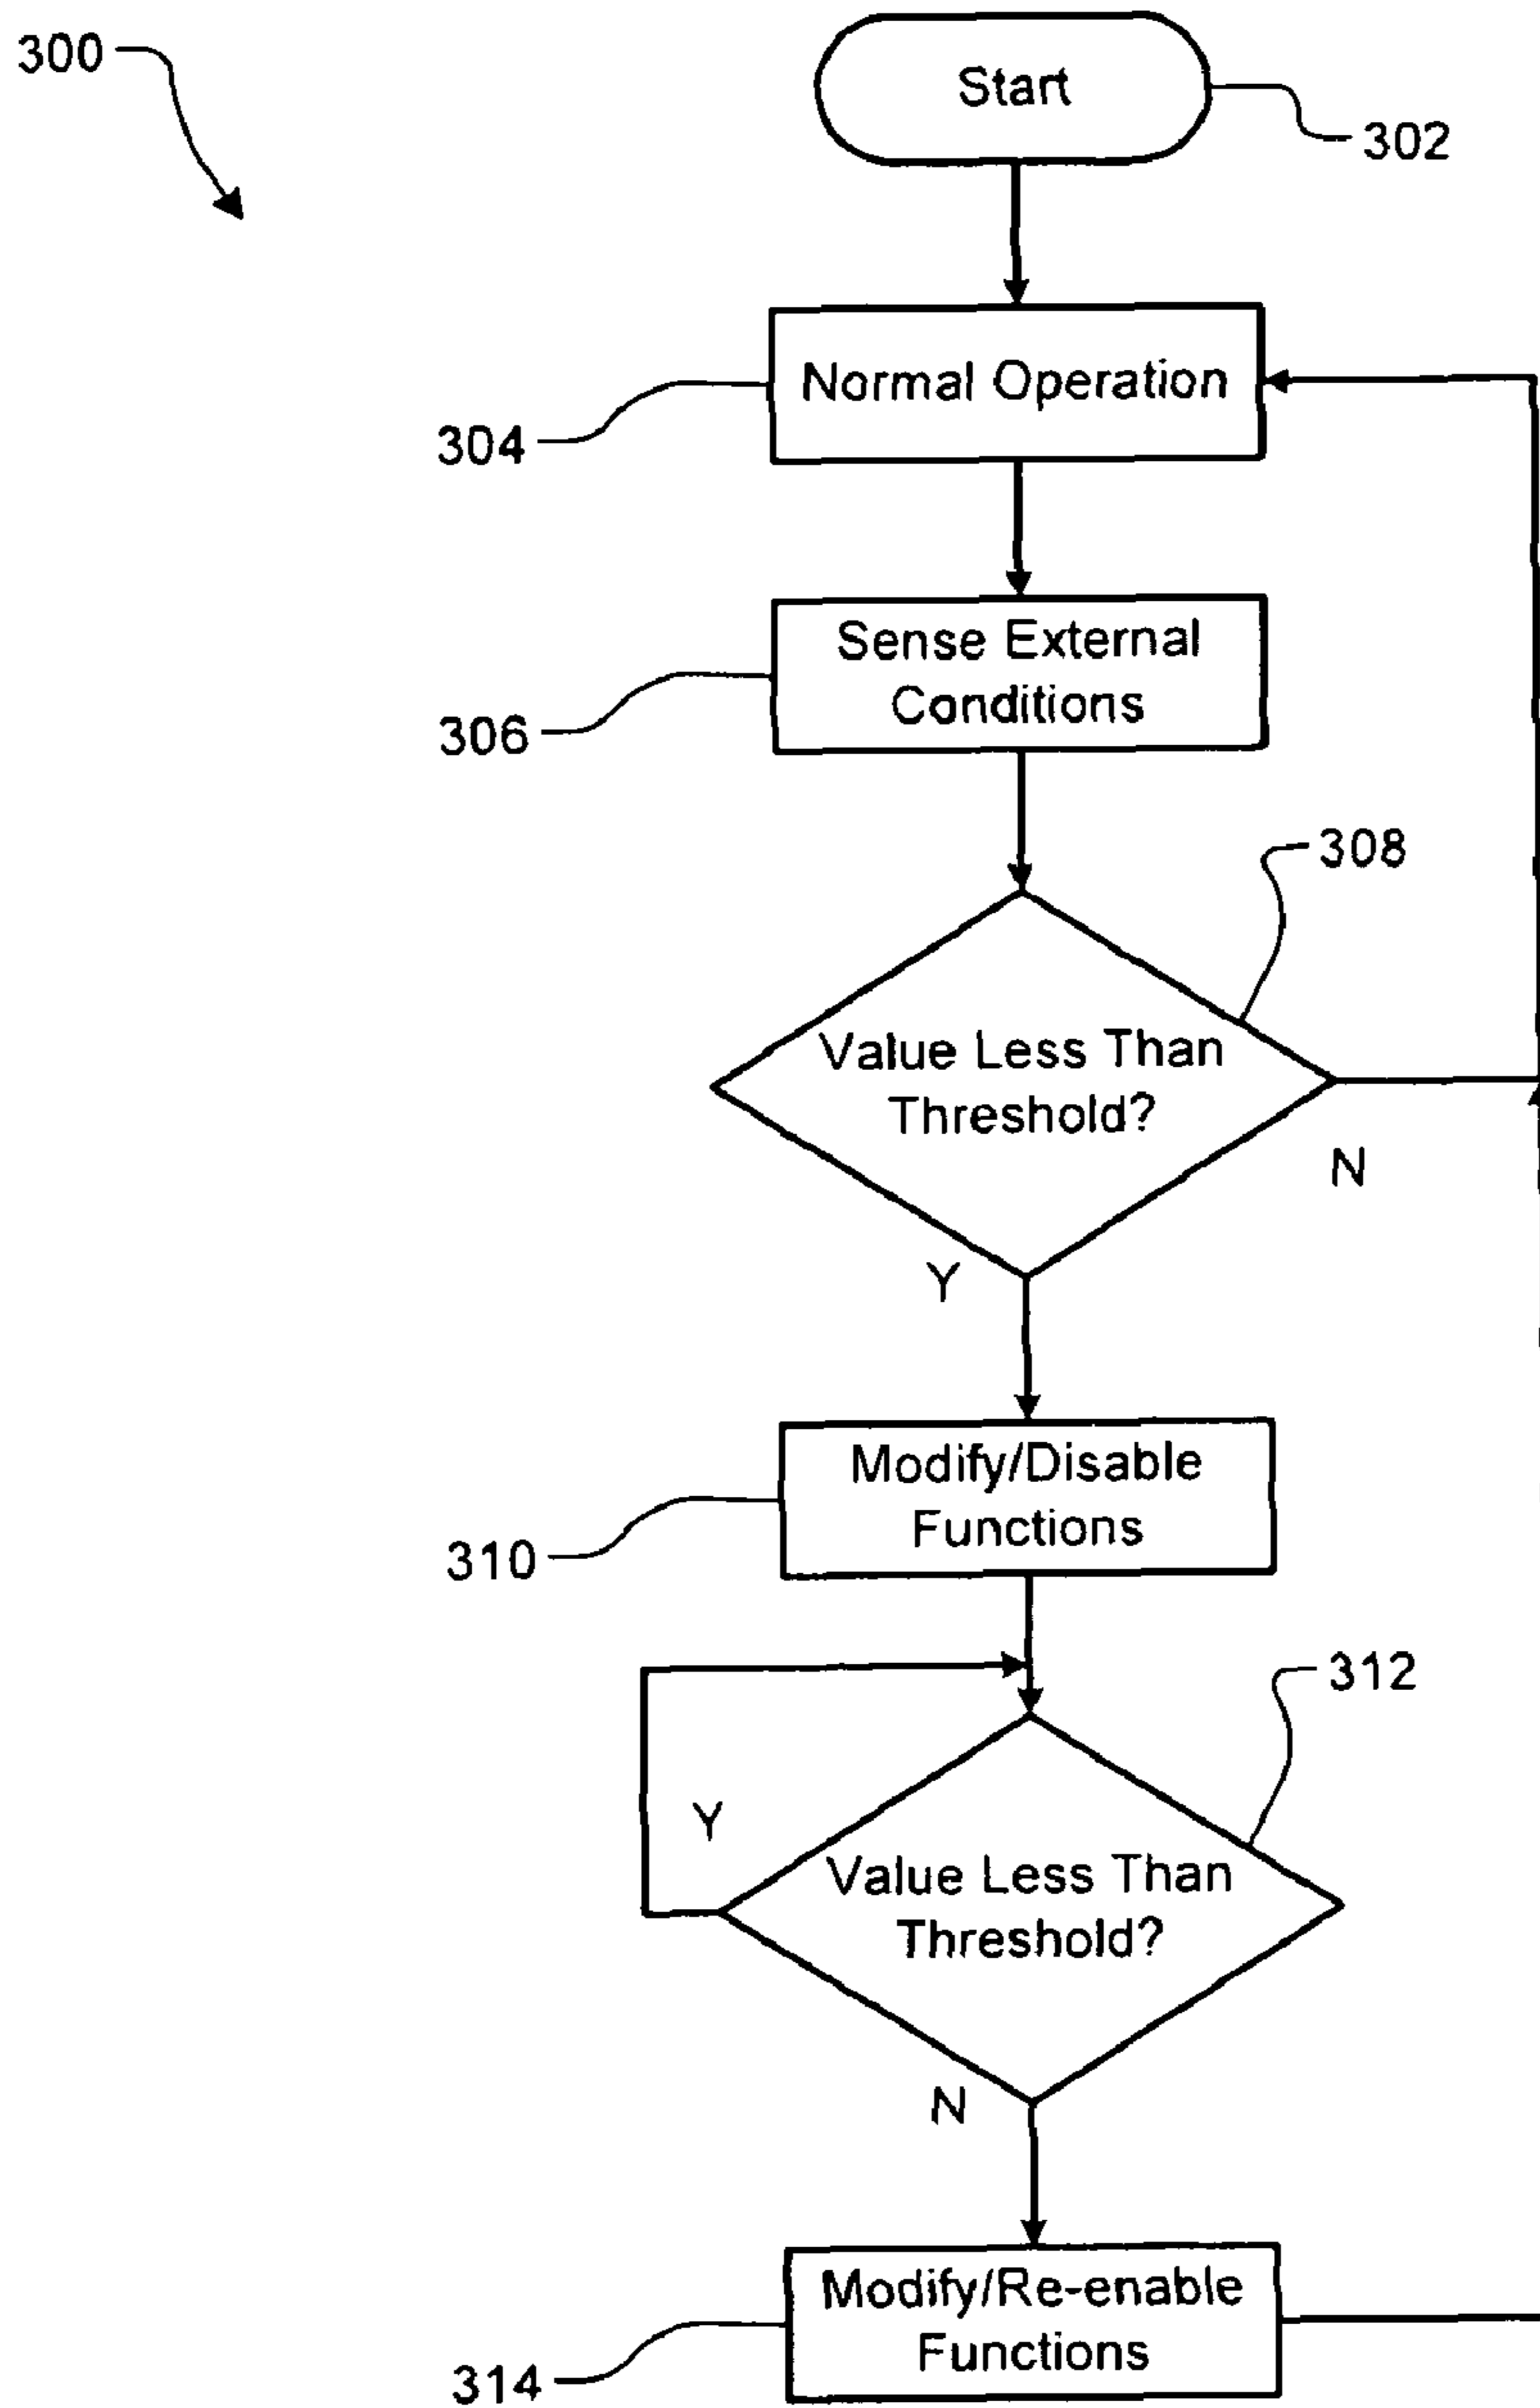 300
Start
302
Normal Operation
304
Sense External
Conditions
306
308
Value Less Than
Threshold?
N
Y
Modify/Disable
Functions
310
312
Y
Value Less Than
Threshold?
N
Modify/Re-enable
Functions
314